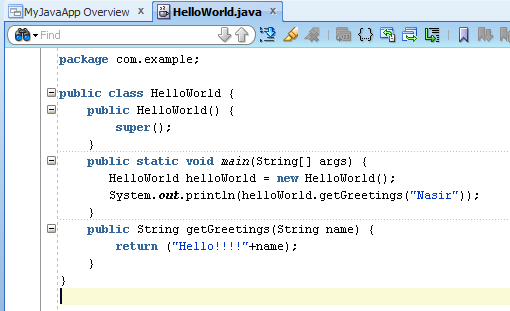 MyJavaApp Overview x HelloWorld.java x
Find
package com.example;
public class HelloWorld {
public HelloWorld() {
super();
}
public static void main(String[] args) {
HelloWorld helloWorld = new HelloWorld();
System.out.println(helloWorld.getGreetings("Nasir"));
}
public String getGreetings(String name) {
return ("Hello!!!!"+name);
}
}